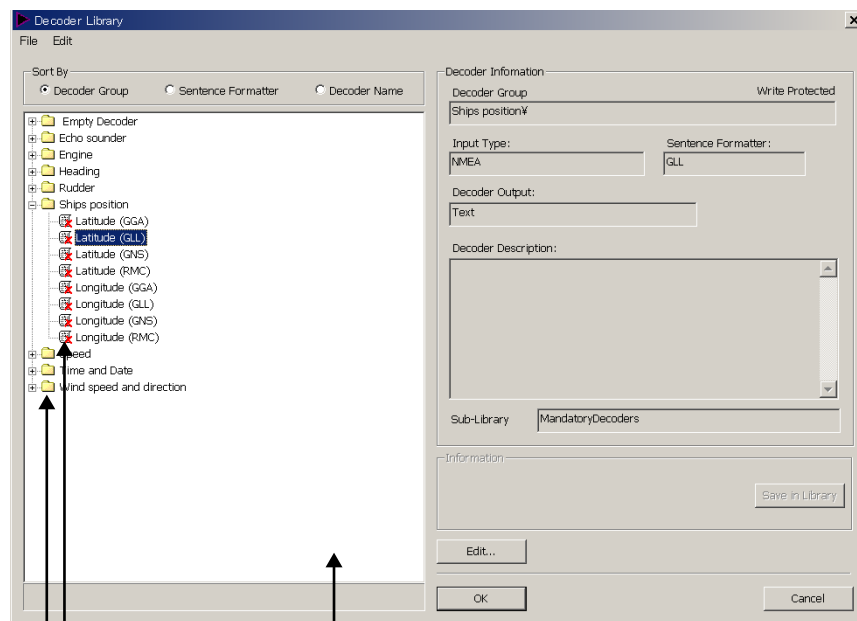 Decoder Library
File Edit
Sort By
Decoder Group Sentence Formatter Decoder Name
Empty Decoder
Echo sounder
Engine
Heading
Rudder
Ships position
Latitude (GGA)
Latitude (GLL)
Latitude (GNS)
Latitude (RMC)
Longitude (GGA)
Longitude (GLL)
Longitude (GNS)
Longitude (RMC)
Speed
Time and Date
Wind speed and direction
Decoder Infomation
Decoder Group Write Protected
Ships position¥
Input Type: Sentence Formatter:
NMEA GLL
Decoder Output:
Text
Decoder Description:
Sub-Library MandatoryDecoders
Information
Save in Library
Edit...
OK Cancel